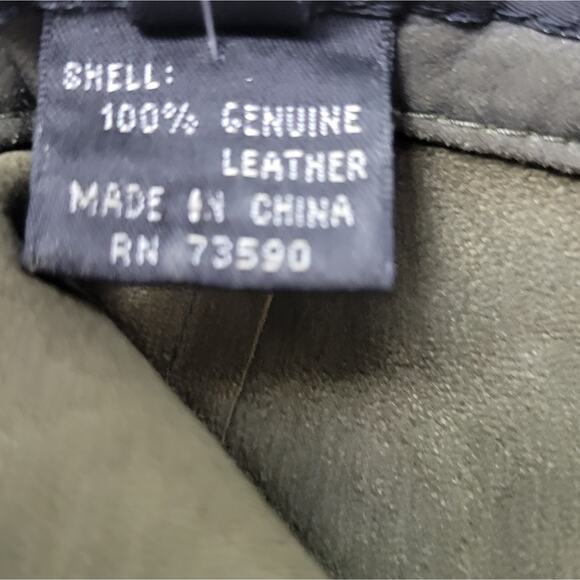 SHELL:
100% GENUINE
LEATHER
MADE IN CHINA
RN 73590